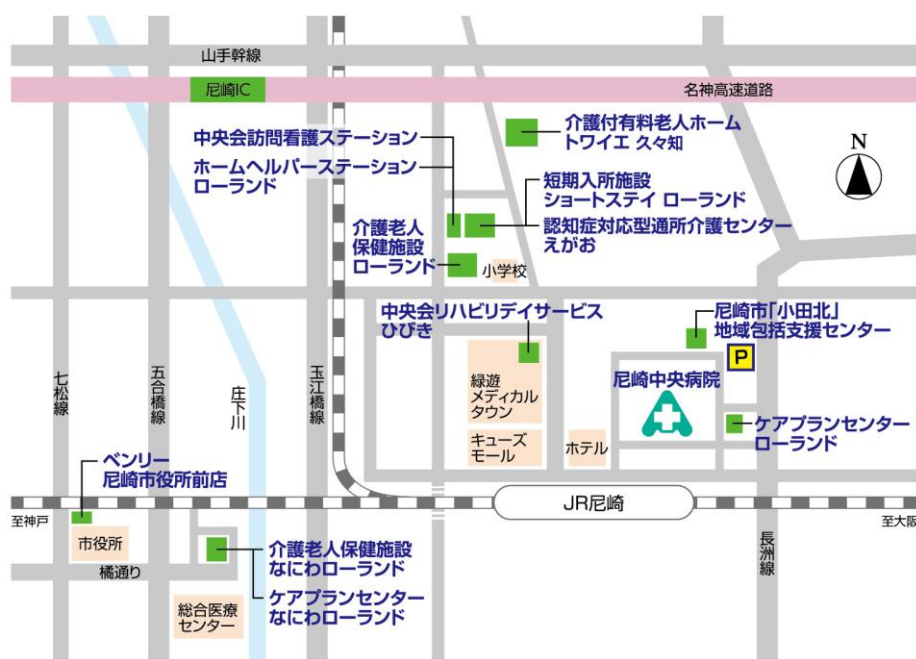 山手幹線
尼崎IC
名神高速道路
中央会訪問看護ステーション
ホームヘルパーステーション
ローランド
介護付有料老人ホーム
トワイエ 久々知
N
短期入所施設
ショートステイ ローランド
認知症対応型通所介護センター
えがお
介護老人
保健施設
ローランド
小学校
中央会リハビリデイサービス
ひびき
尼崎市「小田北」
地域包括支援センター
P
七松線
五合橋線
庄下川
玉江橋線
緑遊
メディカル
タウン
尼崎中央病院
キューズ
モール
ホテル
ケアプランセンター
ローランド
ベンリー
尼崎市役所前店
至神戸
JR尼崎
至大阪
市役所
橘通り
介護老人保健施設
なにわローランド
ケアプランセンター
なにわローランド
総合医療
センター
長洲線